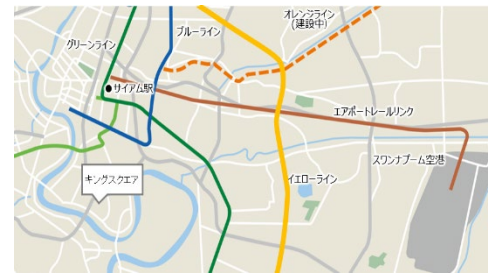 オレンジライン
(建設中)
ブルーライン
グリーンライン
サイアム駅
エアポートレールリンク
スワンナプーム空港
キングスクエア
イエローライン